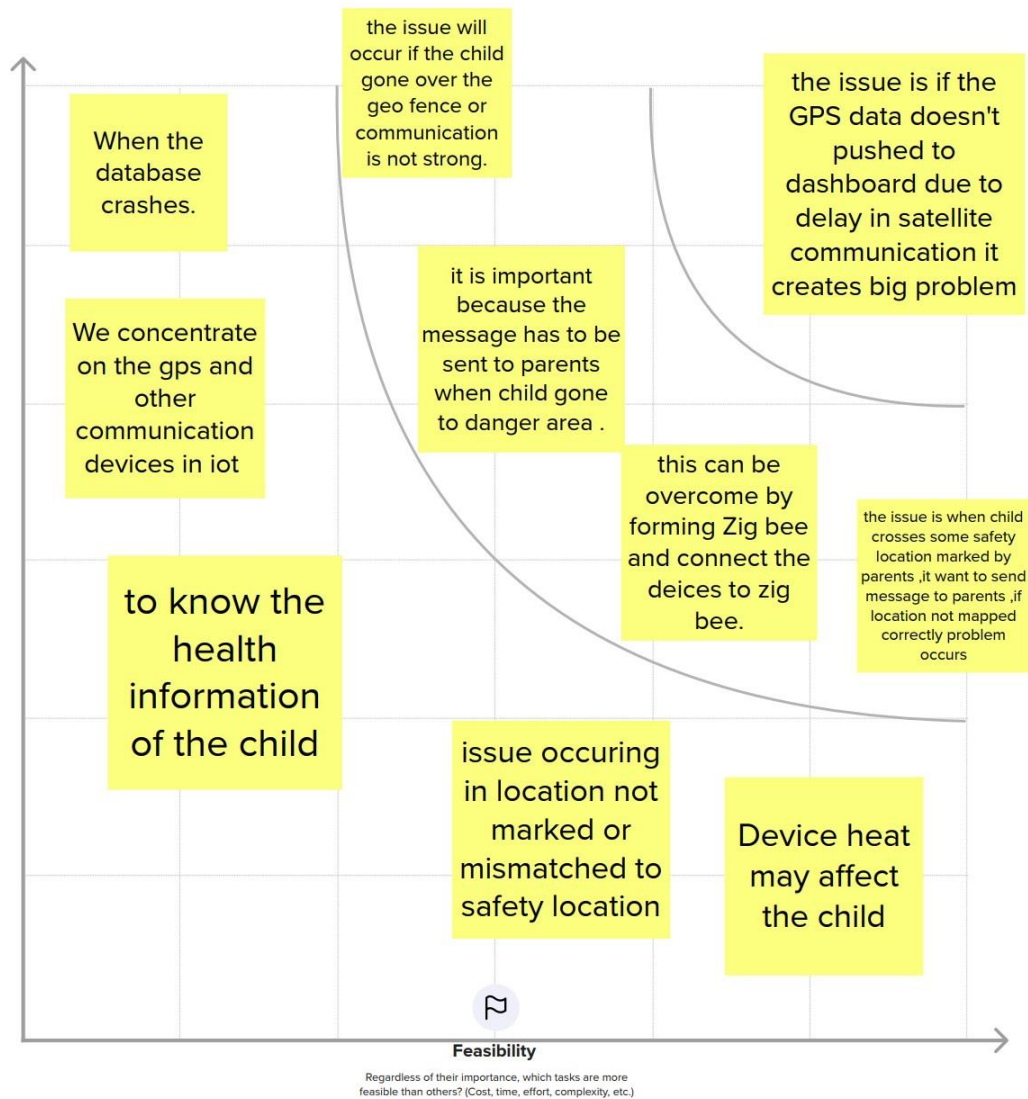 the issue will
occur if the child
gone over the
geo fence or
communication
is not strong.
the issue is if the
GPS data doesn't
pushed to
dashboard due to
delay in satellite
communication it
creates big problem
When the
database
crashes.
it is important
because the
message has to be
sent to parents
when child gone
to danger area .
We concentrate
on the gps and
other
communication
devices in iot
this can be
overcome by
forming Zig bee
and connect the
deices to zig
bee.
the issue is when child
crosses some safety
location marked by
parents ,it want to send
message to parents ,if
location not mapped
correctly problem
occurs
to know the
health
information
of the child
issue occuring
in location not
marked or
mismatched to
safety location
Device heat
may affect
the child
Feasibility
Regardless of their importance, which tasks are more
feasible than others? (Cost, time, effort, complexity, etc.)